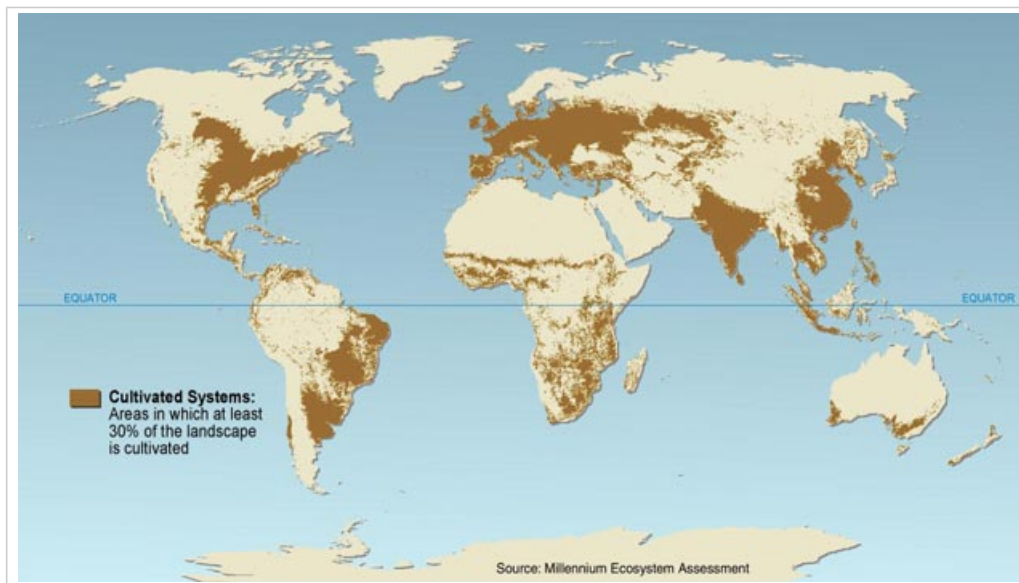 EQUATOR
EQUATOR
Cultivated Systems:
Areas in which at least
30% of the landscape
is cultivated
Source: Millennium Ecosystem Assessment